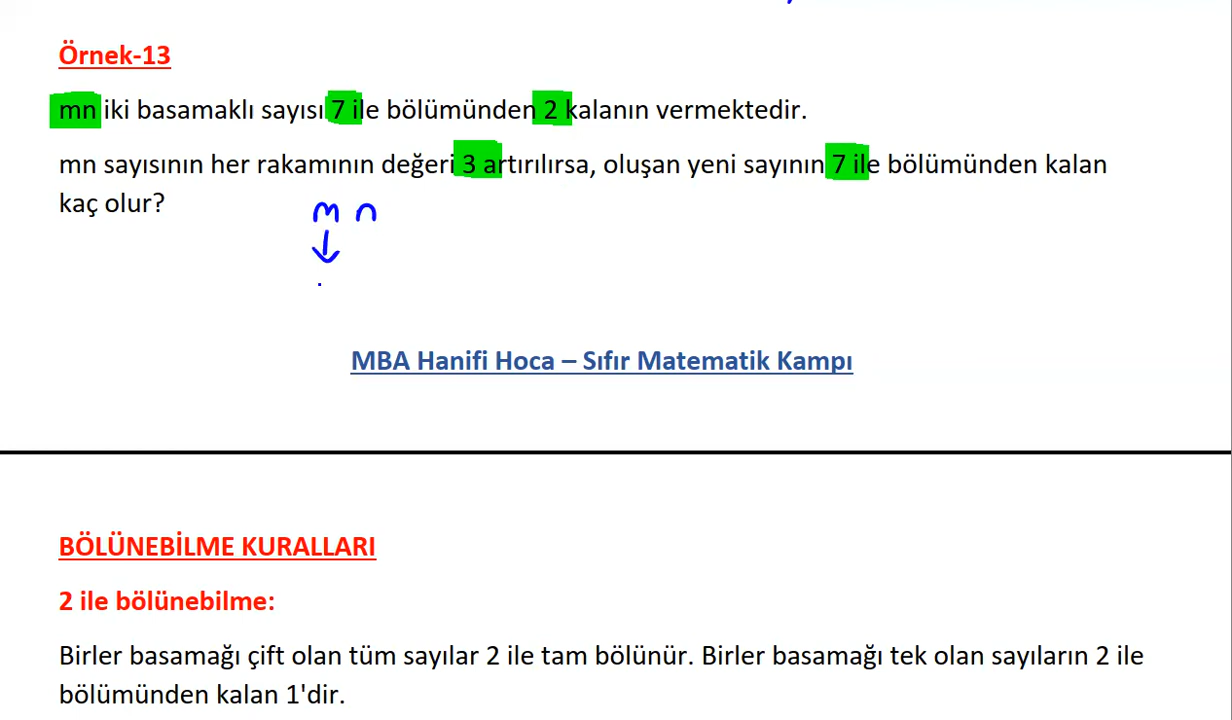 Örnek-13
mn iki basamaklı sayısı 7 ile bölümünden 2 kalanın vermektedir.
mn sayısının her rakamının değeri 3 artırılırsa, oluşan yeni sayının 7 ile bölümünden kalan
kaç olur?
m n
MBA Hanifi Hoca – Sıfır Matematik Kampı
BÖLÜNEBİLME KURALLARI
2 ile bölünebilme:
Birler basamağı çift olan tüm sayılar 2 ile tam bölünür. Birler basamağı tek olan sayıların 2 ile
bölümünden kalan 1'dir.